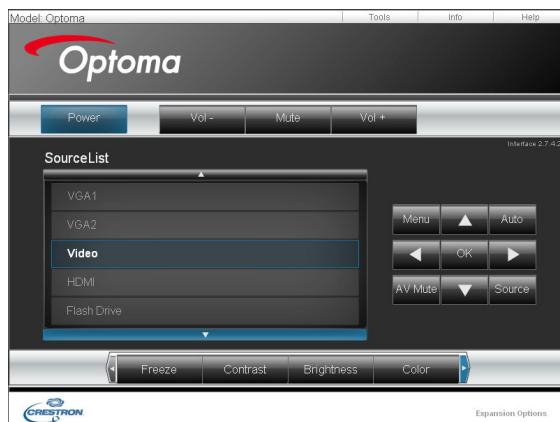 Model: Optoma
Tools Info Help
Optoma
Power Vol - Mute Vol +
Interface 2.7.4.2
SourceList
VGA1
VGA2
Video
HDMI
Flash Drive
Menu Auto
OK
AV Mute Source
Freeze Contrast Brightness Color
CRESTRON
Expansion Options